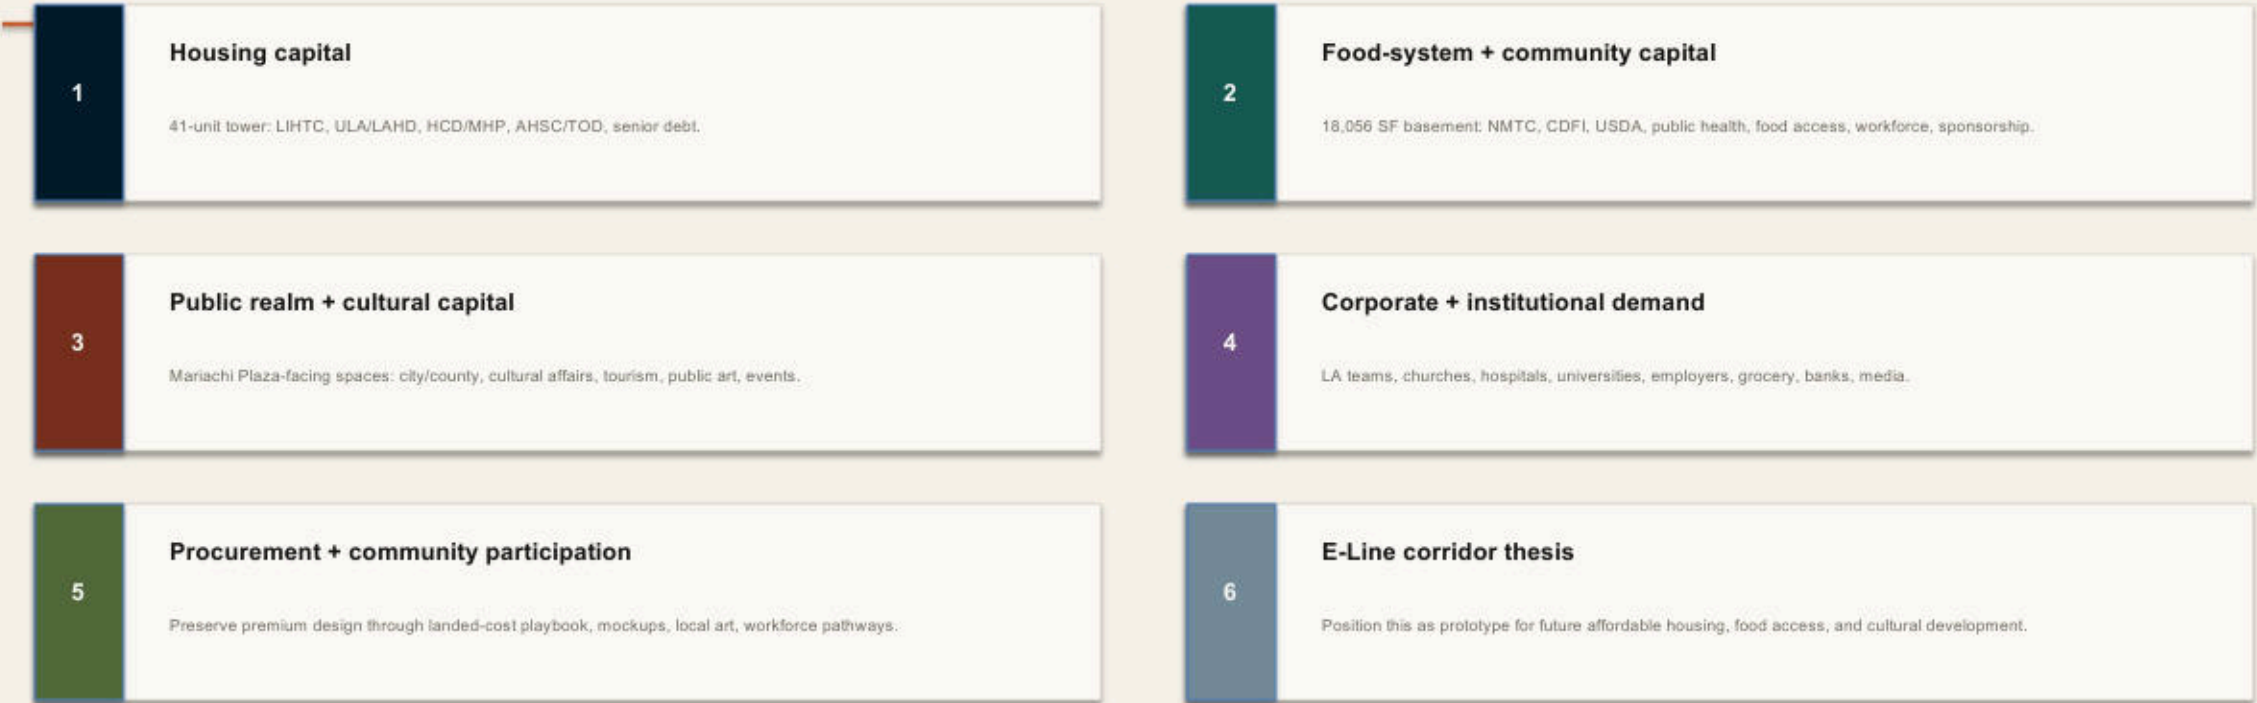 1
Housing capital
41-unit tower: LIHTC, ULA/LAHD, HCD/MHP, AHSC/TOD, senior debt.
2
Food-system + community capital
18,056 SF basement: NMTC, CDFI, USDA, public health, food access, workforce, sponsorship.
3
Public realm + cultural capital
Mariachi Plaza-facing spaces: city/county, cultural affairs, tourism, public art, events.
4
Corporate + institutional demand
LA teams, churches, hospitals, universities, employers, grocery, banks, media.
5
Procurement + community participation
Preserve premium design through landed-cost playbook, mockups, local art, workforce pathways.
6
E-Line corridor thesis
Position this as prototype for future affordable housing, food access, and cultural development.